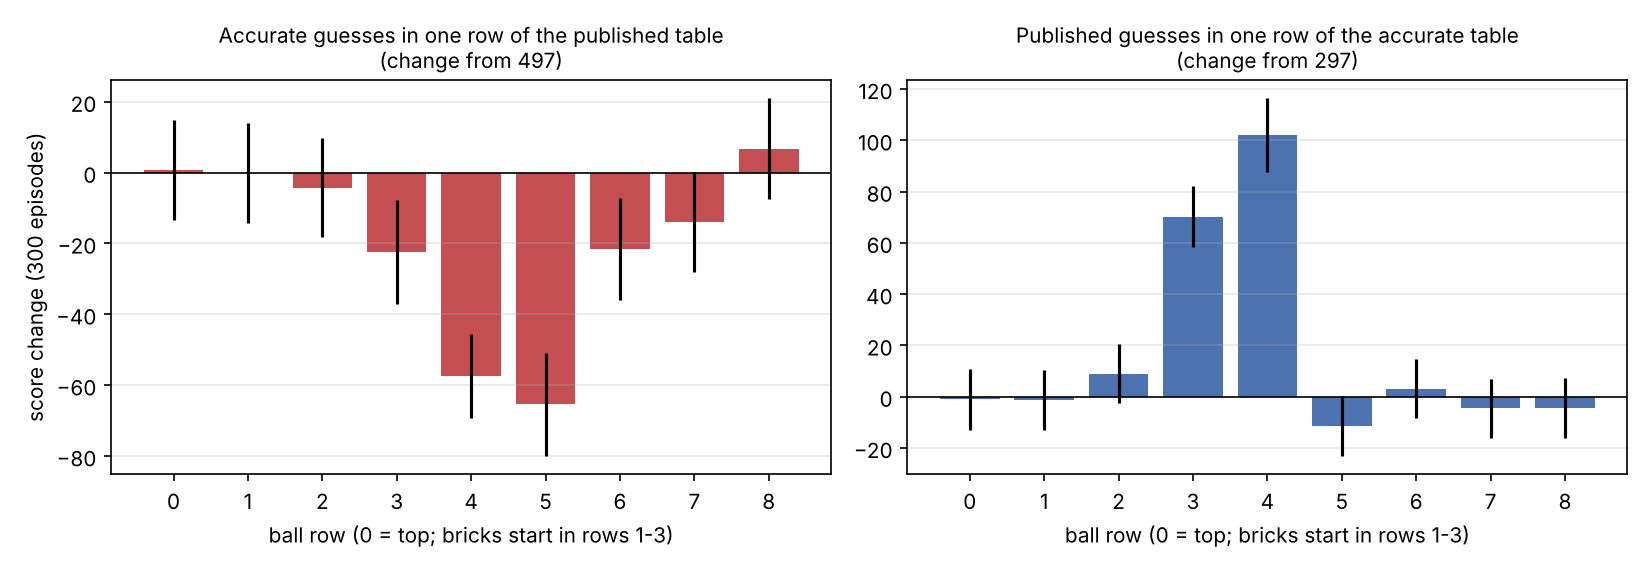 Accurate guesses in one row of the published table
(change from 497)
score change (300 episodes)
20
0
−20
−40
−60
−80
0 1 2 3 4 5 6 7 8
ball row (0 = top; bricks start in rows 1-3)
Published guesses in one row of the accurate table
(change from 297)
120
100
80
60
40
20
0
−20
0 1 2 3 4 5 6 7 8
ball row (0 = top; bricks start in rows 1-3)